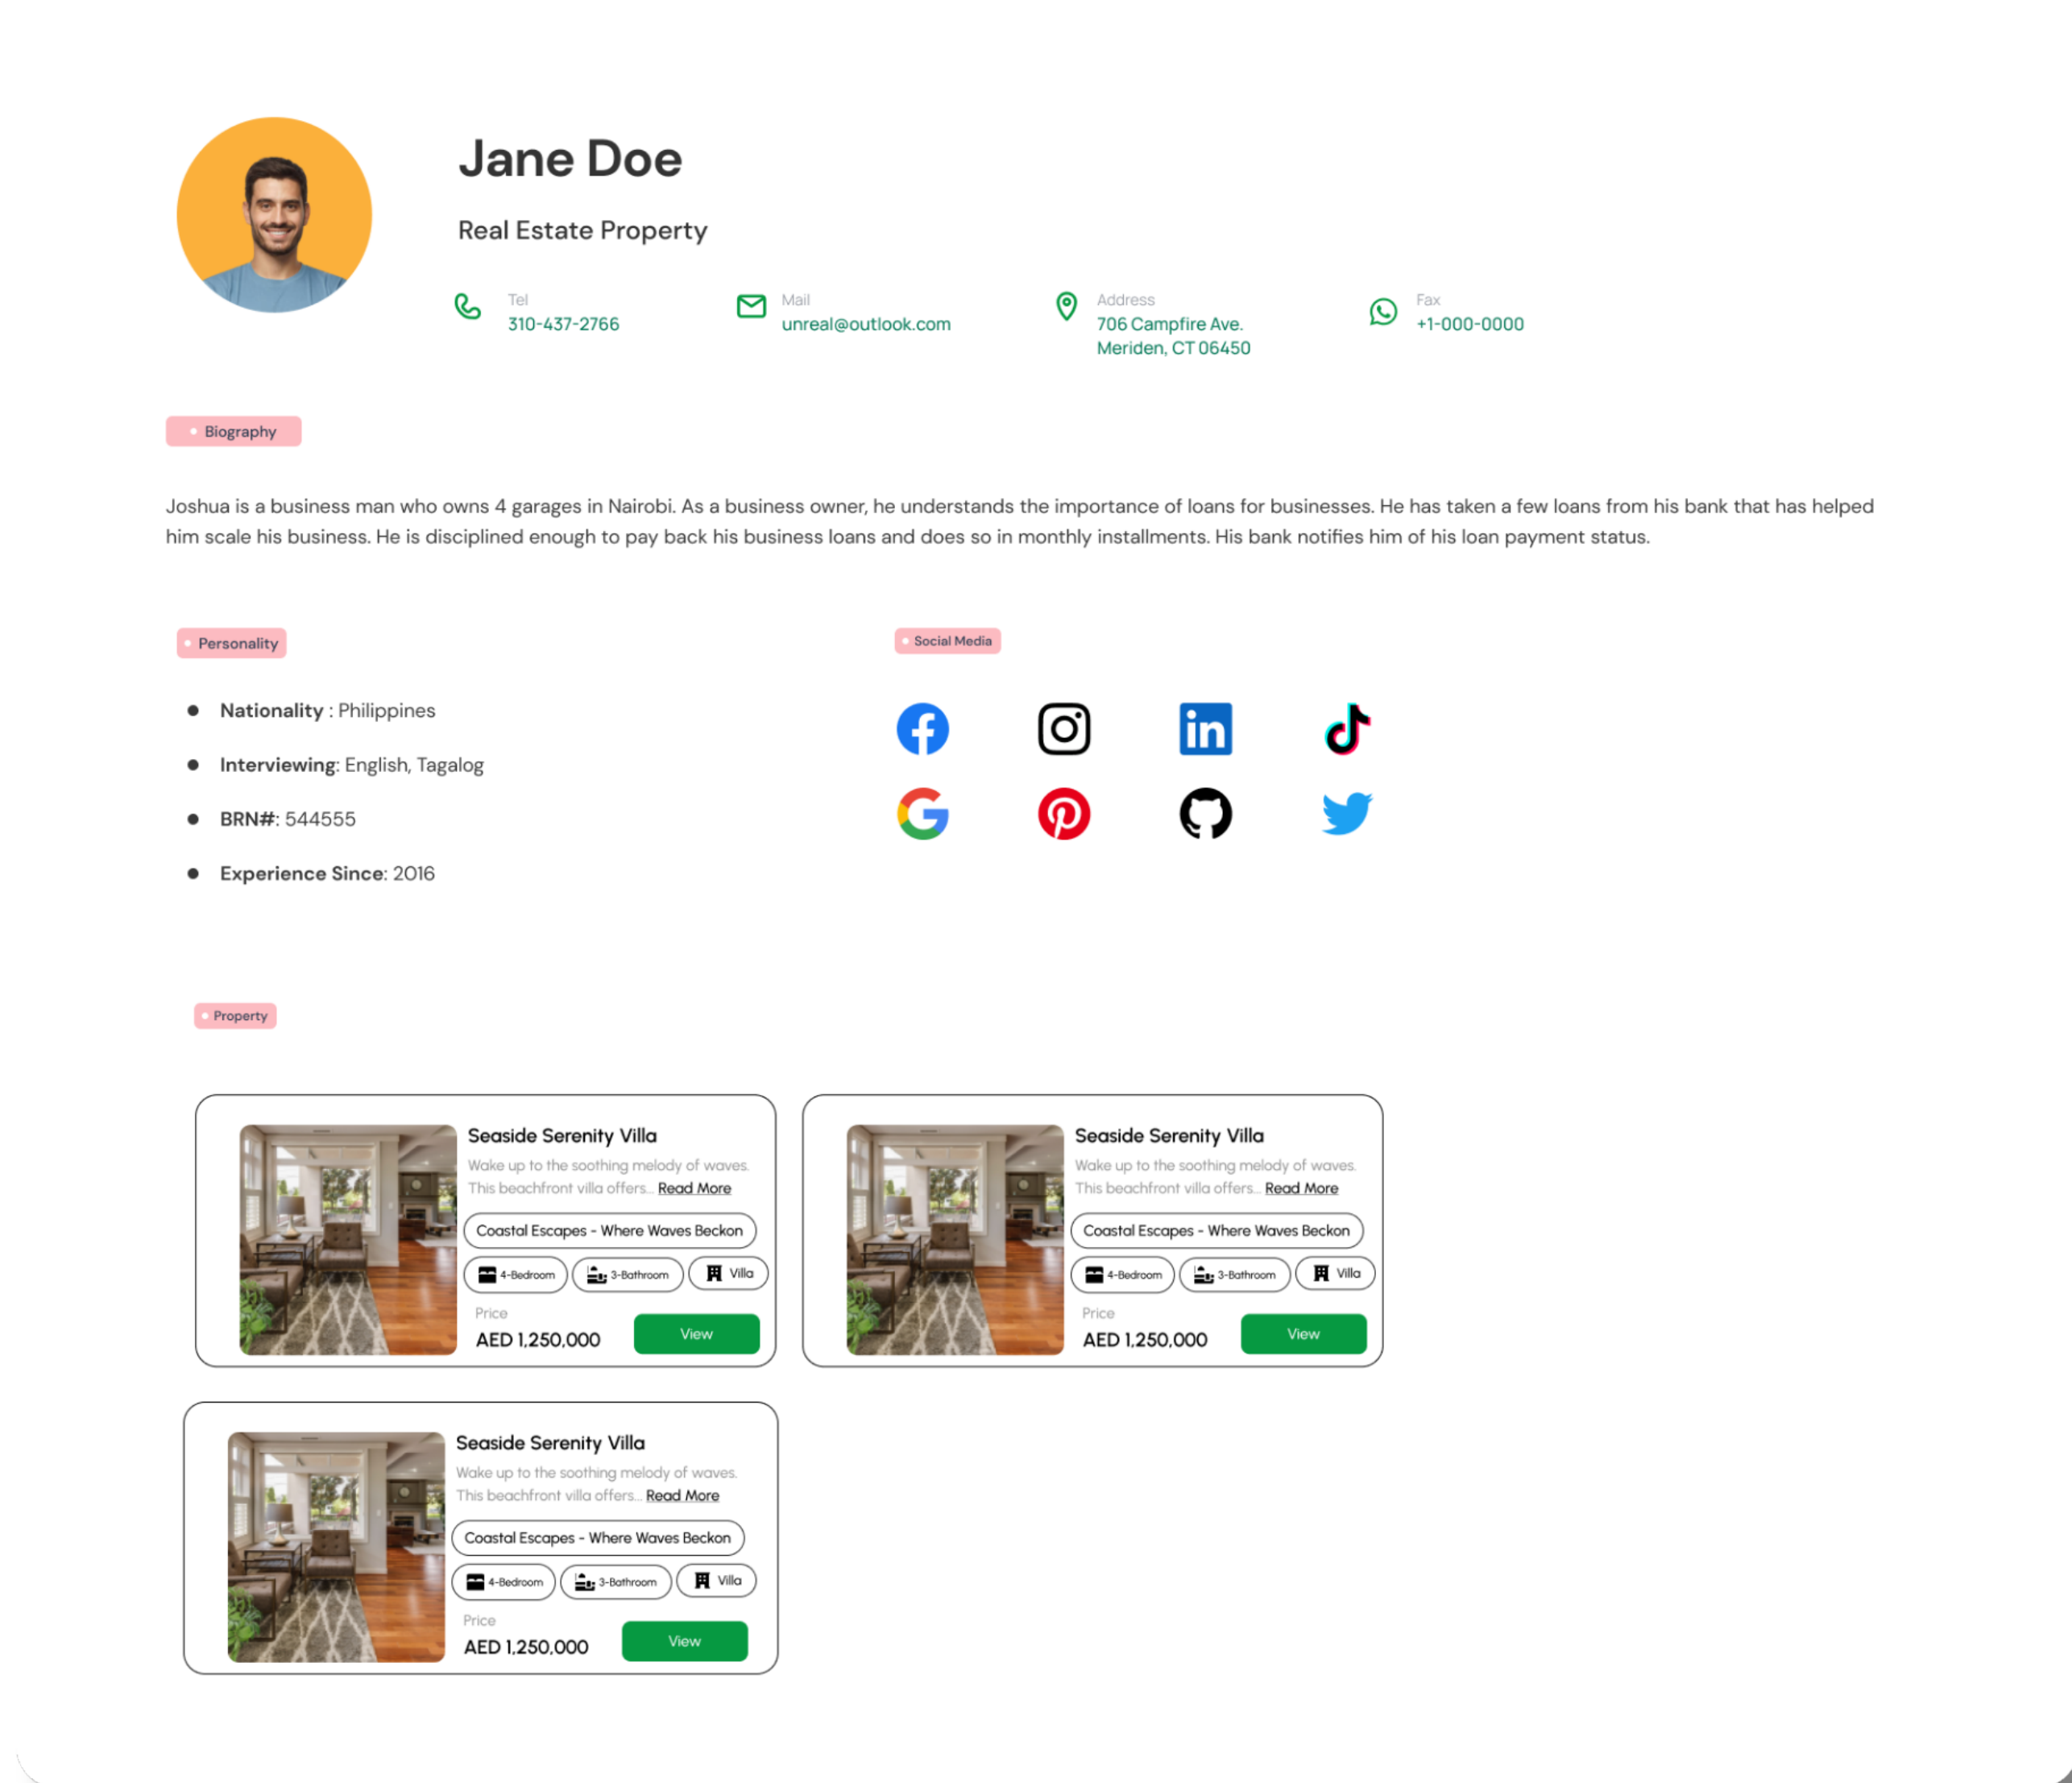 Jane Doe
Real Estate Property
Tel
310-437-2766
Mail
unreal@outlook.com
Address
706 Campfire Ave.
Meriden, CT 06450
Fax
+1-000-0000
Biography
Joshua is a business man who owns 4 garages in Nairobi. As a business owner, he understands the importance of loans for businesses. He has taken a few loans from his bank that has helped
him scale his business. He is disciplined enough to pay back his business loans and does so in monthly installments. His bank notifies him of his loan payment status.
Personality
Nationality : Philippines
Interviewing: English, Tagalog
BRN#: 544555
Experience Since: 2016
Social Media
in
Property
Seaside Serenity Villa
Wake up to the soothing melody of waves.
This beachfront villa offers... Read More
Coastal Escapes - Where Waves Beckon
4-Bedroom
3-Bathroom
Villa
Price
AED 1,250,000
View
Seaside Serenity Villa
Wake up to the soothing melody of waves.
This beachfront villa offers... Read More
Coastal Escapes - Where Waves Beckon
4-Bedroom
3-Bathroom
Villa
Price
AED 1,250,000
View
Seaside Serenity Villa
Wake up to the soothing melody of waves.
This beachfront villa offers... Read More
Coastal Escapes - Where Waves Beckon
4-Bedroom
3-Bathroom
Villa
Price
AED 1,250,000
View